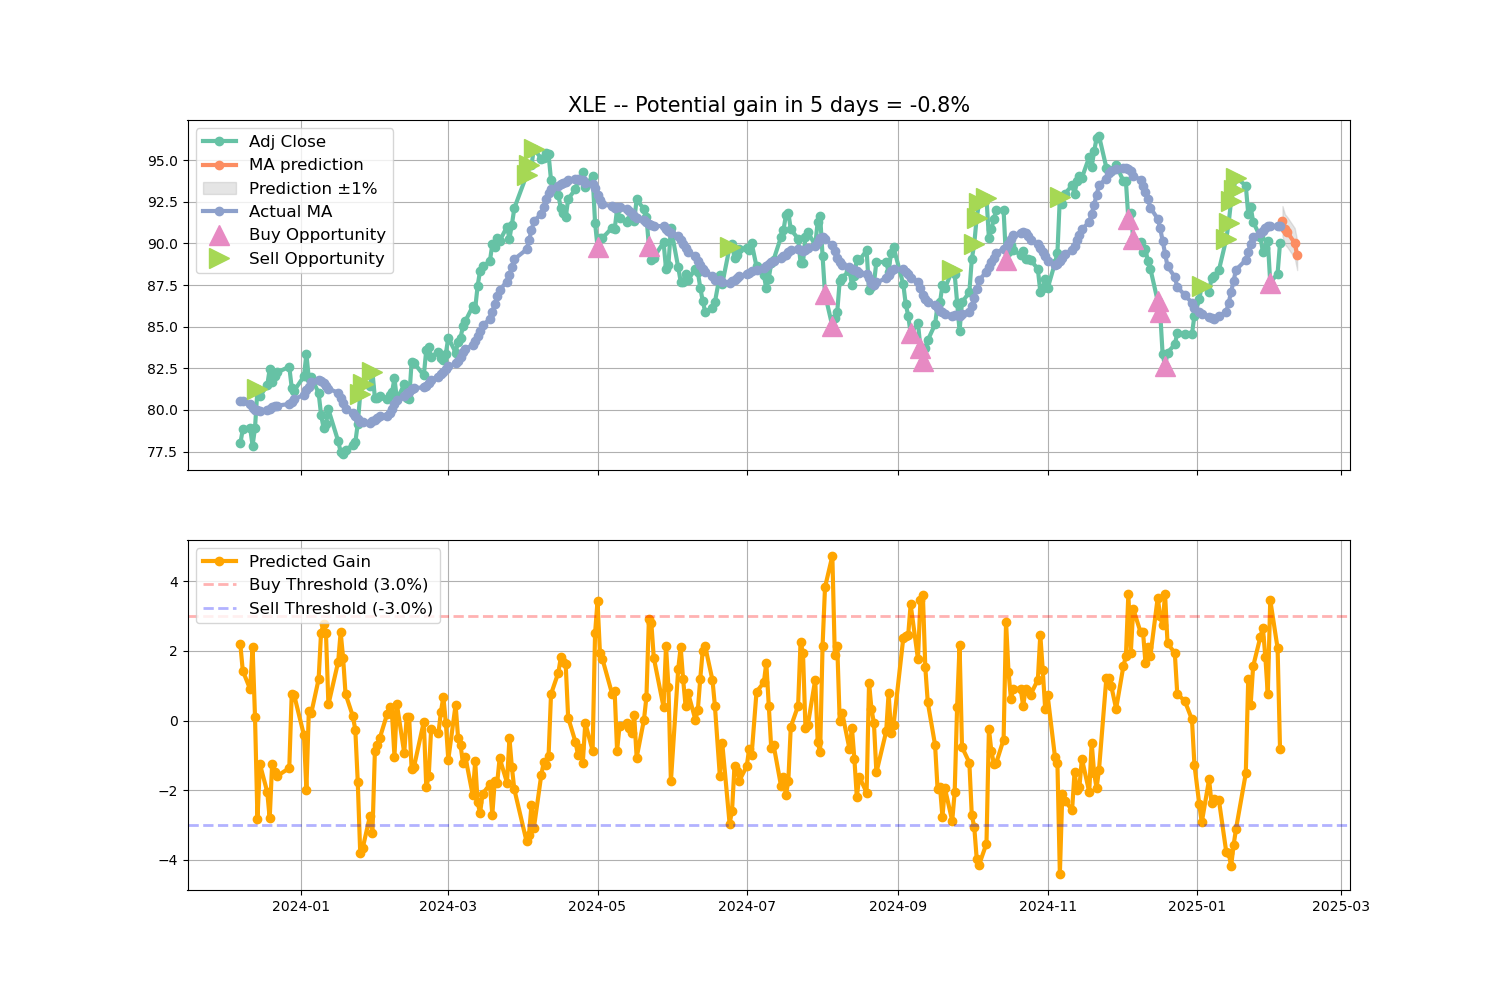 XLE -- Potential gain in 5 days = -0.8%
Adj Close
MA prediction
Prediction ±1%
Actual MA
Buy Opportunity
Sell Opportunity
95.0
92.5
90.0
87.5
85.0
82.5
80.0
77.5
Predicted Gain
Buy Threshold (3.0%)
Sell Threshold (-3.0%)
4
2
0
−2
−4
2024-01
2024-03
2024-05
2024-07
2024-09
2024-11
2025-01
2025-03